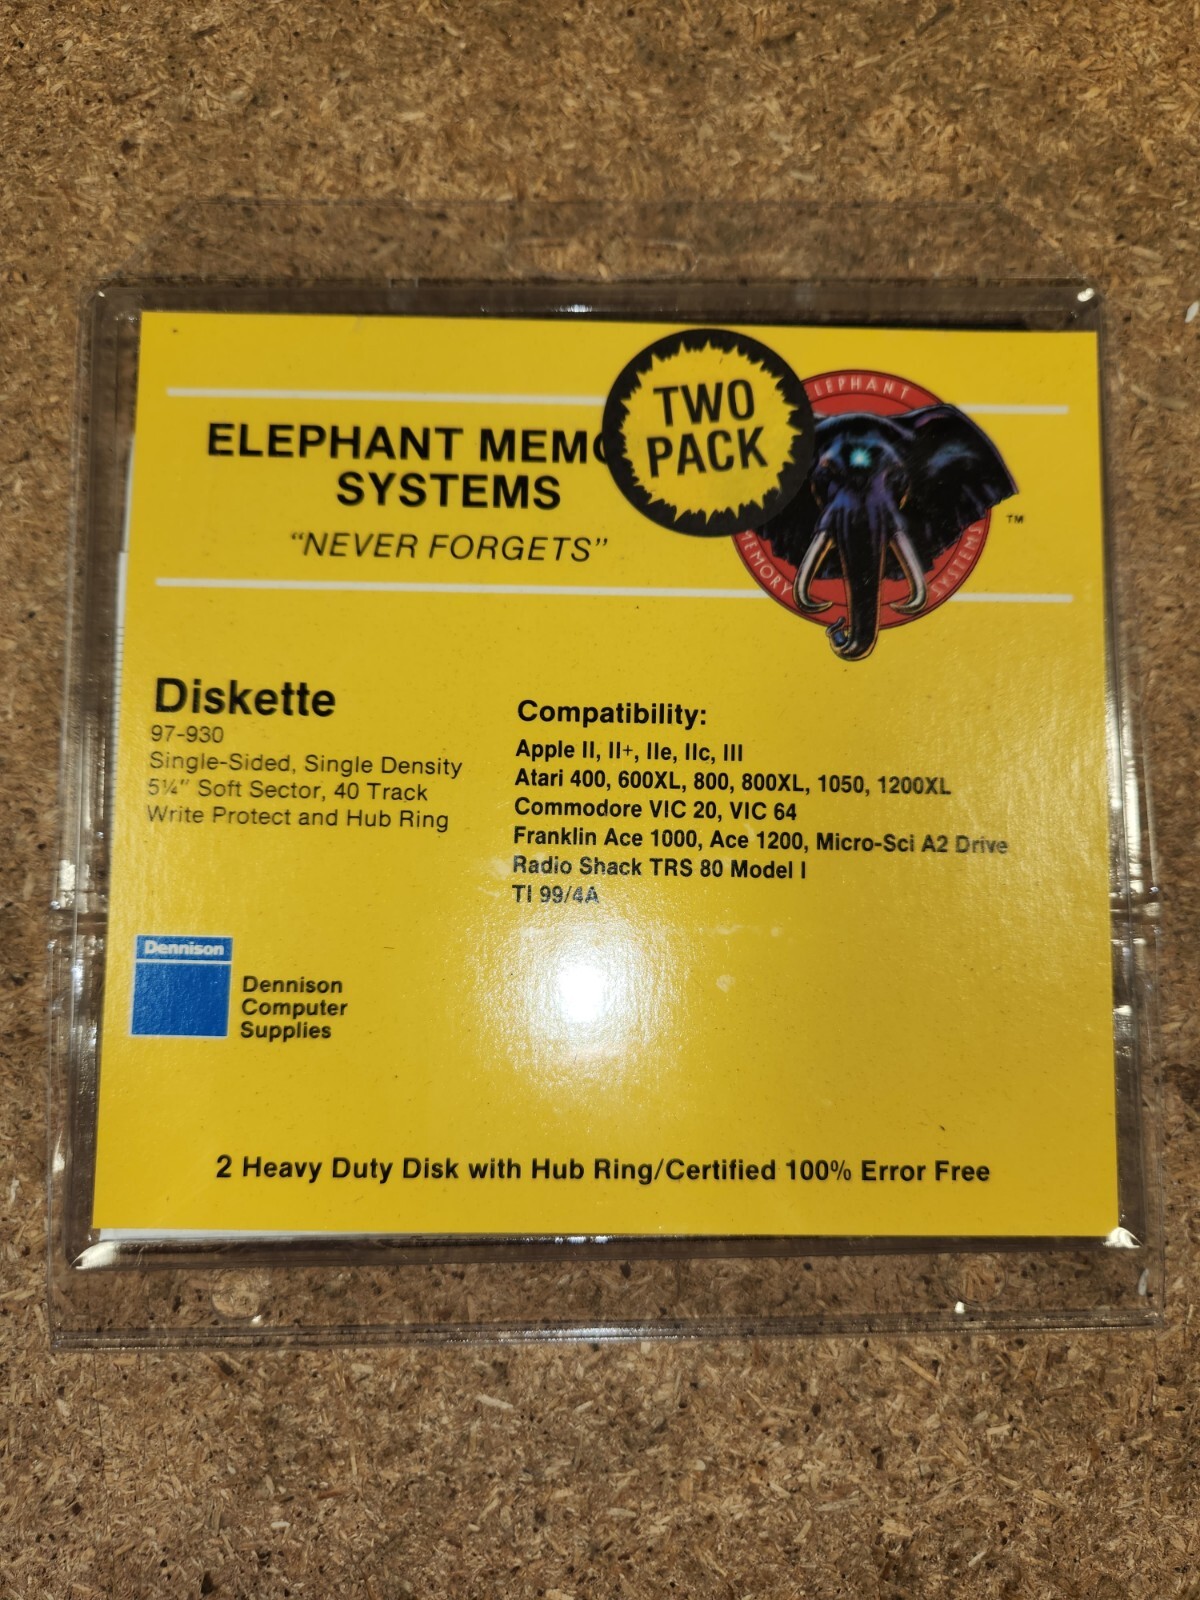 TWO
PACK
ELEPHANT
MEMORY
SYSTEMS
TM
ELEPHANT MEMO
SYSTEMS
“NEVER FORGETS”
Diskette
97-930
Single-Sided, Single Density
5¼” Soft Sector, 40 Track
Write Protect and Hub Ring
Compatibility:
Apple II, II+, IIe, IIc, III
Atari 400, 600XL, 800, 800XL, 1050, 1200XL
Commodore VIC 20, VIC 64
Franklin Ace 1000, Ace 1200, Micro-Sci A2 Drive
Radio Shack TRS 80 Model I
TI 99/4A
Dennison
Dennison
Computer
Supplies
2 Heavy Duty Disk with Hub Ring/Certified 100% Error Free